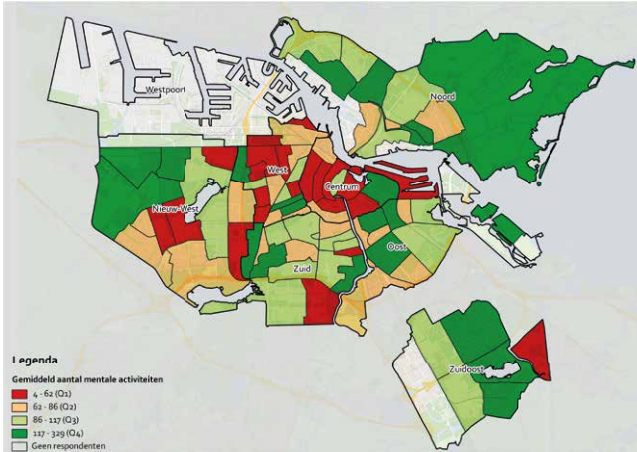 Westpoort
Noord
West
Centrum
Nieuw-West
Oost
Zuid
Zuidoost
Legenda
Gemiddeld aantal mentale activiteiten
4 - 62 (Q1)
62 - 86 (Q2)
86 - 117 (Q3)
117 - 329 (Q4)
Geen respondenten